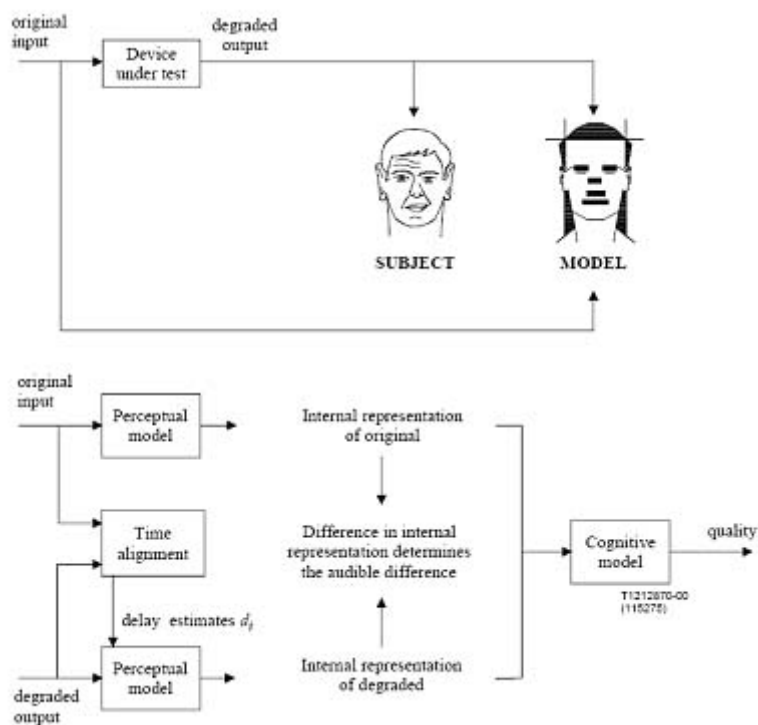 original
input
Device
under test
degraded
output
SUBJECT
MODEL
original
input
Perceptual
model
Internal representation
of original
Time
alignment
Difference in internal
representation determines
the audible difference
Cognitive
model
quality
T1212870-00
(115275)
delay estimates di
Perceptual
model
Internal representation
of degraded
degraded
output